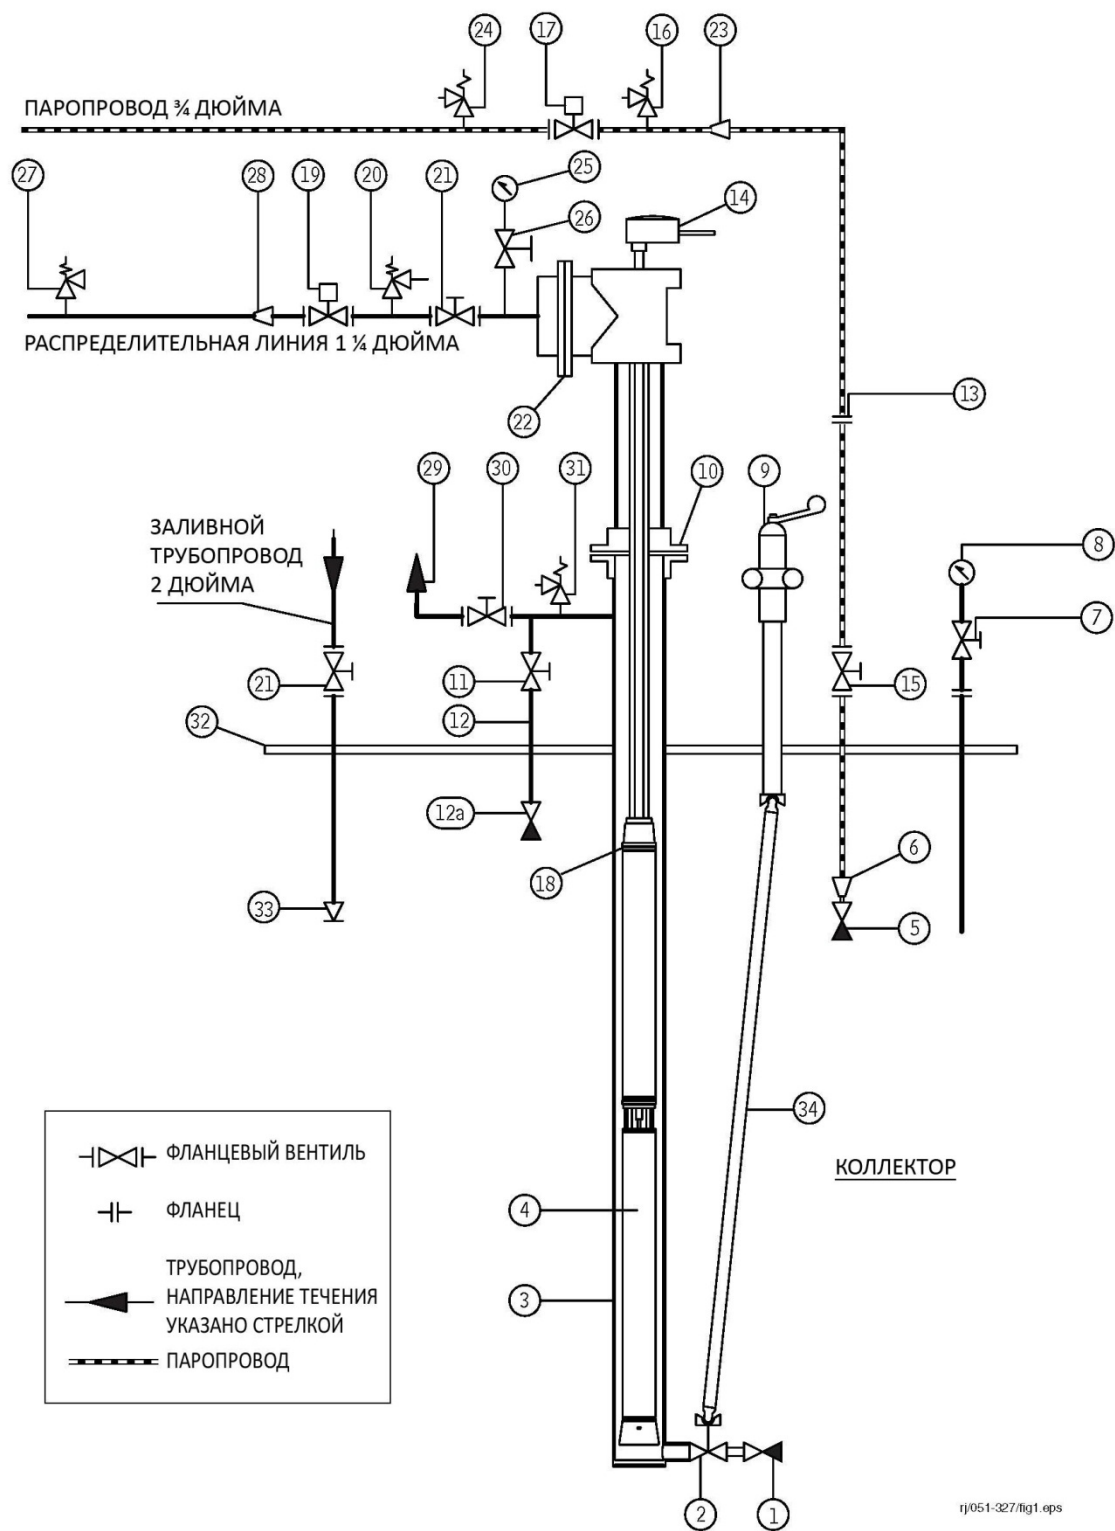 24
17
16
23
ПАРОПРОВОД ¾ ДЮЙМА
27
28
19
20
21
25
26
14
РАСПРЕДЕЛИТЕЛЬНАЯ ЛИНИЯ 1 ¼ ДЮЙМА
22
13
29
30
31
10
9
8
ЗАЛИВНОЙ
ТРУБОПРОВОД
2 ДЮЙМА
7
21
11
15
32
12
12a
6
18
33
5
34
ФЛАНЦЕВЫЙ ВЕНТИЛЬ
КОЛЛЕКТОР
ФЛАНЕЦ
4
ТРУБОПРОВОД,
НАПРАВЛЕНИЕ ТЕЧЕНИЯ
УКАЗАНО СТРЕЛКОЙ
3
ПАРОПРОВОД
2
1
rj/051-327/fig1.eps